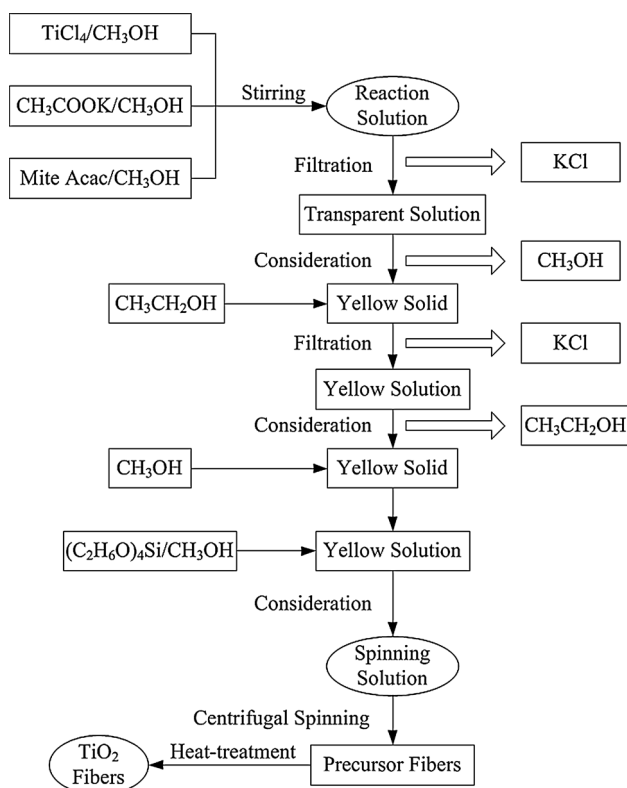 TiCl₄/CH₃OH
CH₃COOK/CH₃OH
Mite Acac/CH₃OH
Stirring
Reaction
Solution
Filtration
KCl
Transparent Solution
Consideration
CH₃OH
CH₃CH₂OH
Yellow Solid
Filtration
KCl
Yellow Solution
Consideration
CH₃CH₂OH
CH₃OH
Yellow Solid
(C₂H₆O)₄Si/CH₃OH
Yellow Solution
Consideration
Spinning
Solution
Centrifugal Spinning
TiO₂
Fibers
Heat-treatment
Precursor Fibers